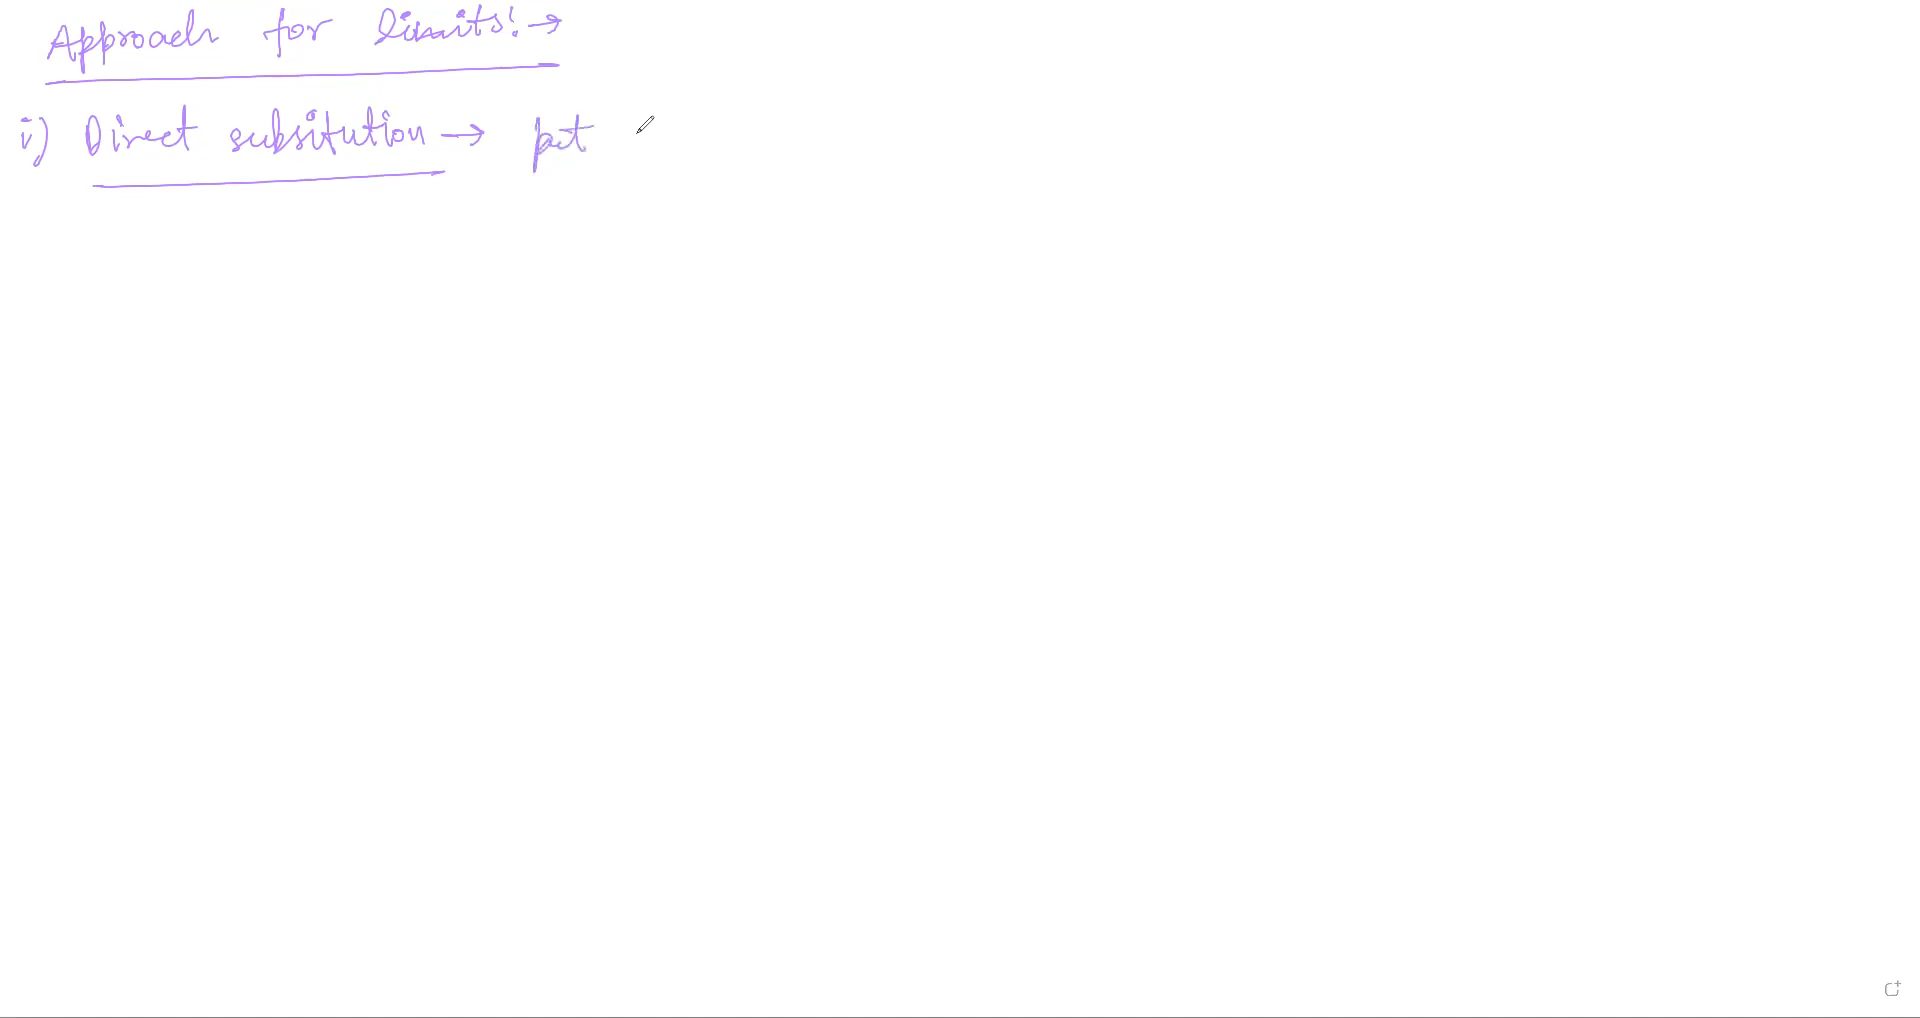 Approach for limits:→
i) Direct subsitution → put